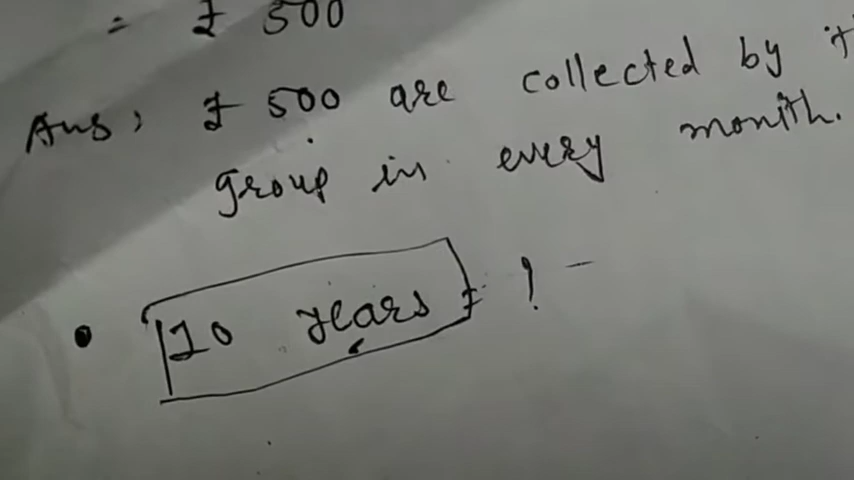 = ₹ 500
Ans, ₹ 500 are collected by
group in every month.
• 10 years ! -